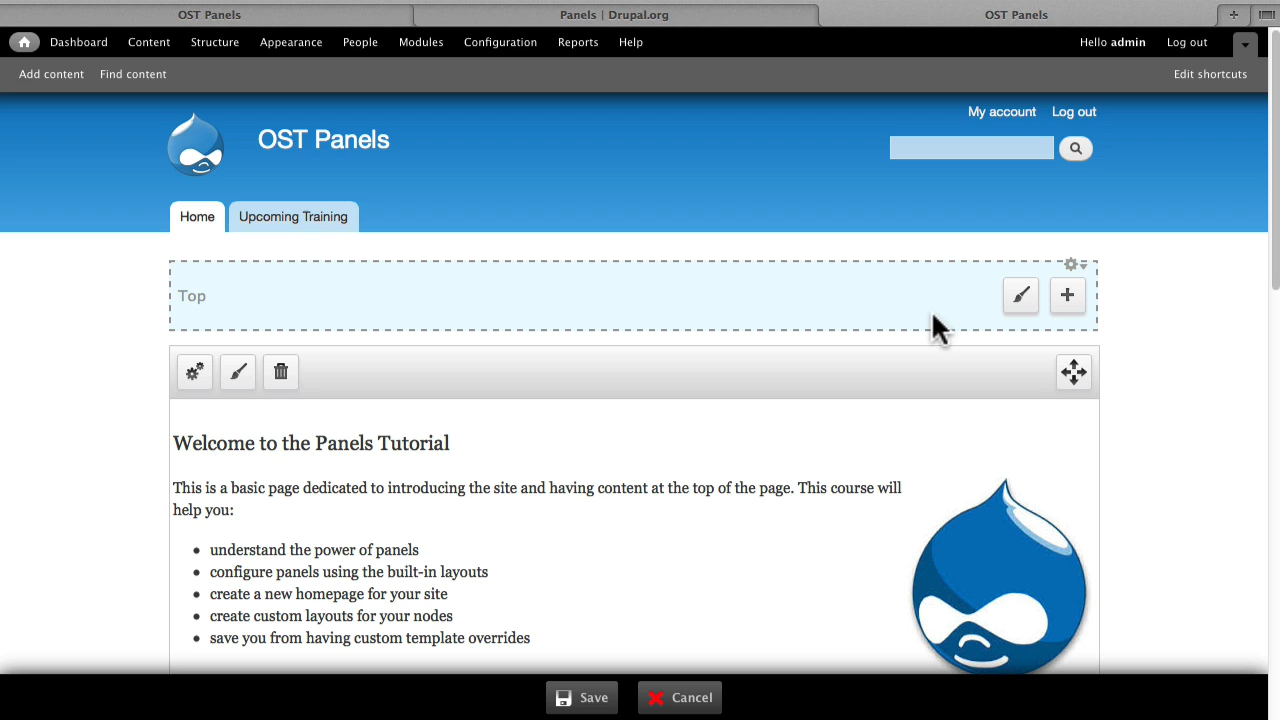 OST Panels
Panels | Drupal.org
OST Panels
Dashboard Content Structure Appearance People Modules Configuration Reports Help
Hello admin Log out
Add content Find content
Edit shortcuts
My account Log out
OST Panels
Home Upcoming Training
Top
Welcome to the Panels Tutorial
This is a basic page dedicated to introducing the site and having content at the top of the page. This course will
help you:
understand the power of panels
configure panels using the built-in layouts
create a new homepage for your site
create custom layouts for your nodes
save you from having custom template overrides
Save Cancel